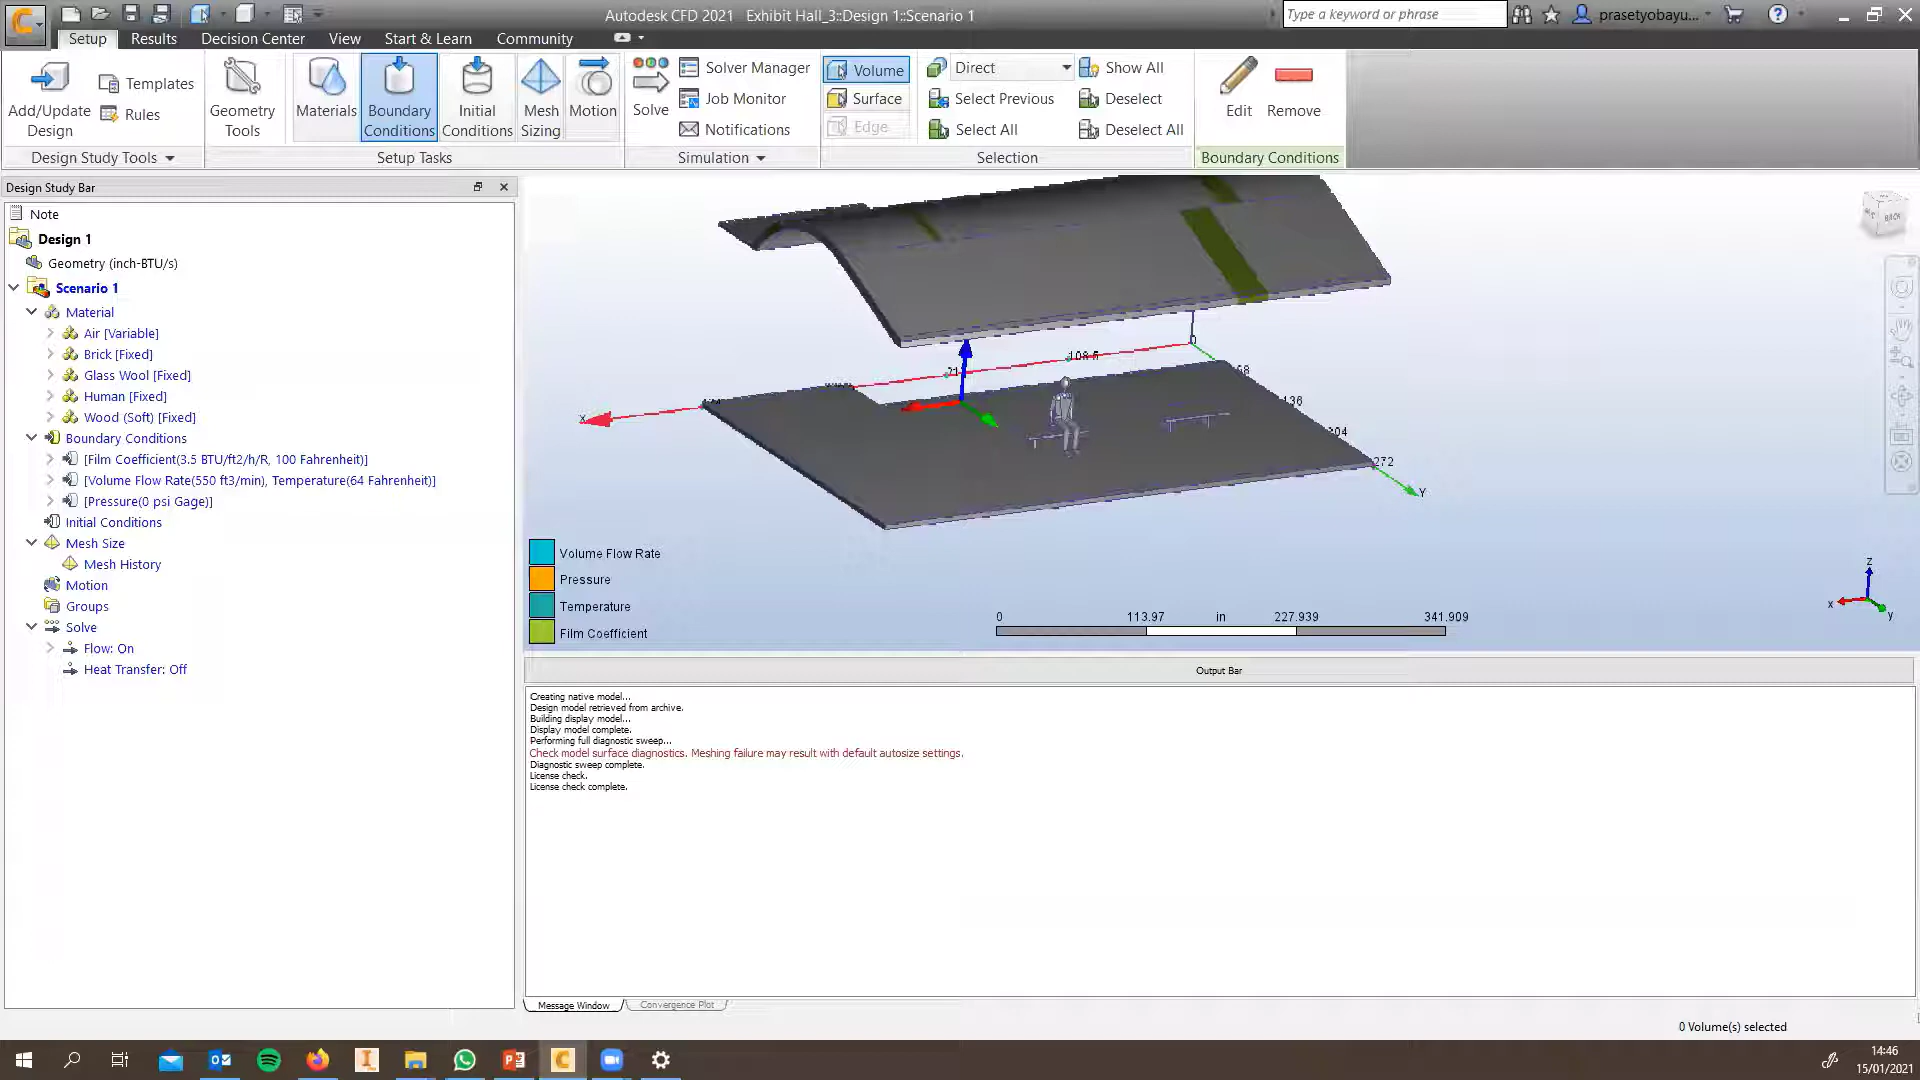 Autodesk CFD 2021 Exhibit Hall_3::Design 1::Scenario 1
Type a keyword or phrase
prasetyobayu...
Setup
Results
Decision Center
View
Start & Learn
Community
Add/Update
Design
Templates
Rules
Design Study Tools
Geometry
Tools
Materials
Boundary
Conditions
Initial
Conditions
Mesh
Sizing
Motion
Setup Tasks
Solve
Solver Manager
Job Monitor
Notifications
Simulation
Volume
Surface
Edge
Direct
Select Previous
Select All
Show All
Deselect
Deselect All
Selection
Edit
Remove
Boundary Conditions
Design Study Bar
Note
Design 1
Geometry (inch-BTU/s)
Scenario 1
Material
Air [Variable]
Brick [Fixed]
Glass Wool [Fixed]
Human [Fixed]
Wood (Soft) [Fixed]
Boundary Conditions
[Film Coefficient(3.5 BTU/ft2/h/R, 100 Fahrenheit)]
[Volume Flow Rate(550 ft3/min), Temperature(64 Fahrenheit)]
[Pressure(0 psi Gage)]
Initial Conditions
Mesh Size
Mesh History
Motion
Groups
Solve
Flow: On
Heat Transfer: Off
BACK
0
108.5
136
272
X
Y
Volume Flow Rate
Pressure
Temperature
Film Coefficient
0 113.97 in 227.939 341.909
z
x
y
Output Bar
Creating native model...
Design model retrieved from archive.
Building display model...
Display model complete.
Performing full diagnostic sweep...
Check model surface diagnostics. Meshing failure may result with default autosize settings.
Diagnostic sweep complete.
License check.
License check complete.
Message Window
Convergence Plot
0 Volume(s) selected
14:46
15/01/2021